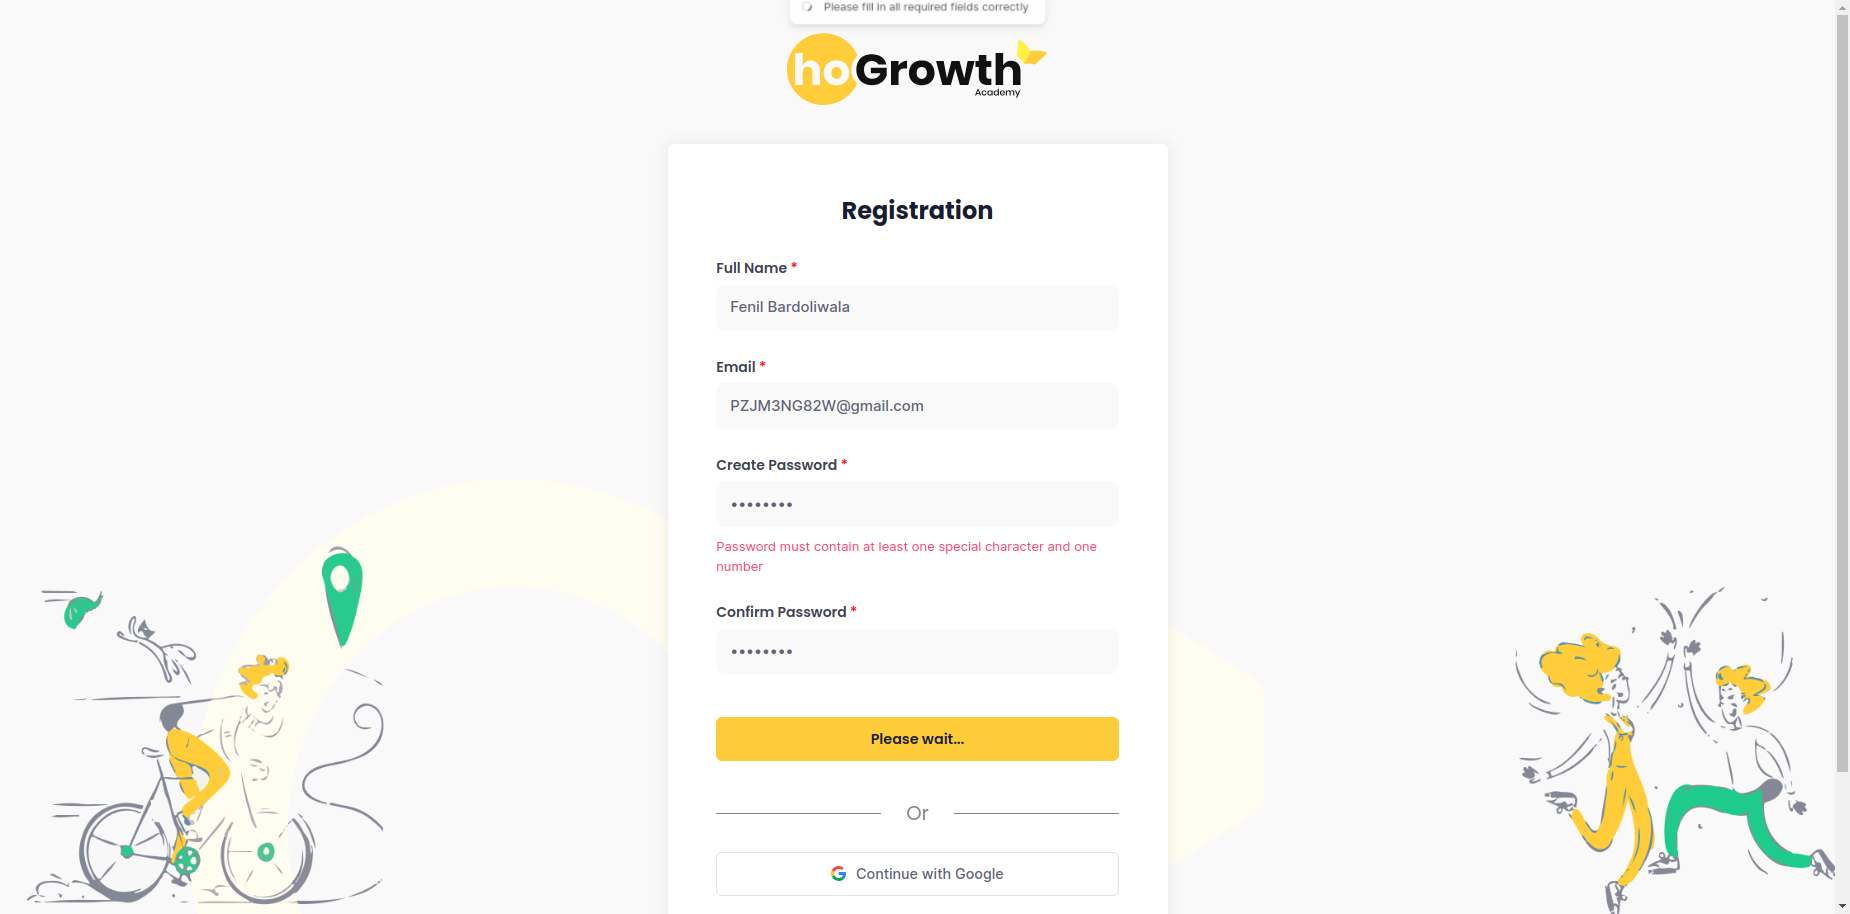 Please fill in all required fields correctly
hoGrowth
Academy
Registration
Full Name *
Fenil Bardoliwala
Email *
PZJM3NG82W@gmail.com
Create Password *
••••••••
Password must contain at least one special character and one
number
Confirm Password *
••••••••
Please wait...
Or
Continue with Google